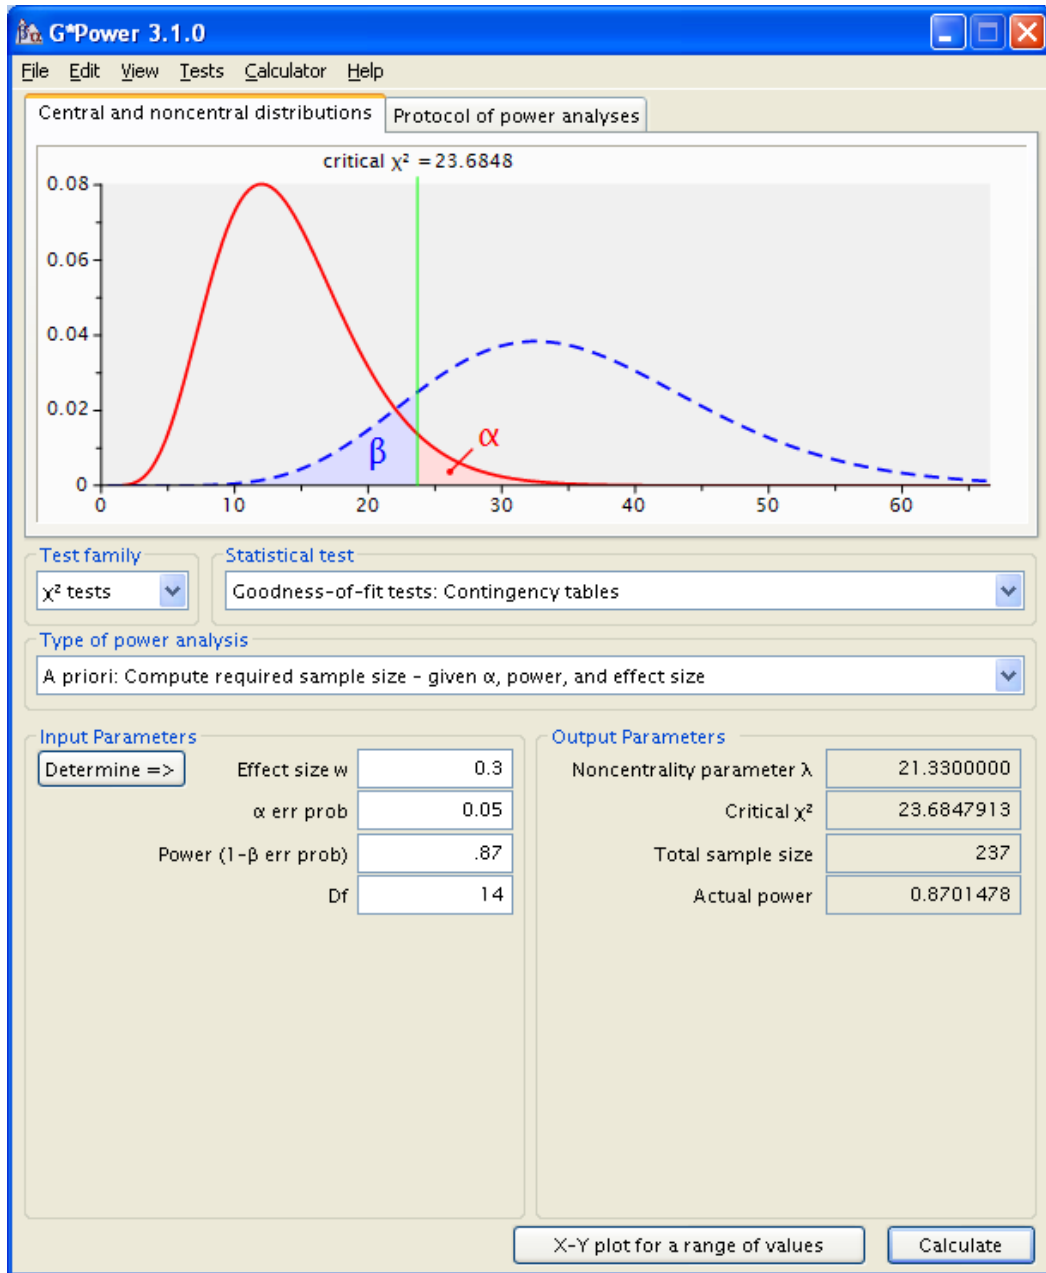 G*Power 3.1.0
File Edit View Tests Calculator Help
Central and noncentral distributions Protocol of power analyses
critical χ² = 23.6848
0.08
0.06
0.04
0.02
0
β
α
0 10 20 30 40 50 60
Test family Statistical test
χ² tests Goodness-of-fit tests: Contingency tables
Type of power analysis
A priori: Compute required sample size - given α, power, and effect size
Input Parameters Output Parameters
Determine => Effect size w 0.3 Noncentrality parameter λ 21.3300000
α err prob 0.05 Critical χ² 23.6847913
Power (1-β err prob) .87 Total sample size 237
Df 14 Actual power 0.8701478
X-Y plot for a range of values Calculate